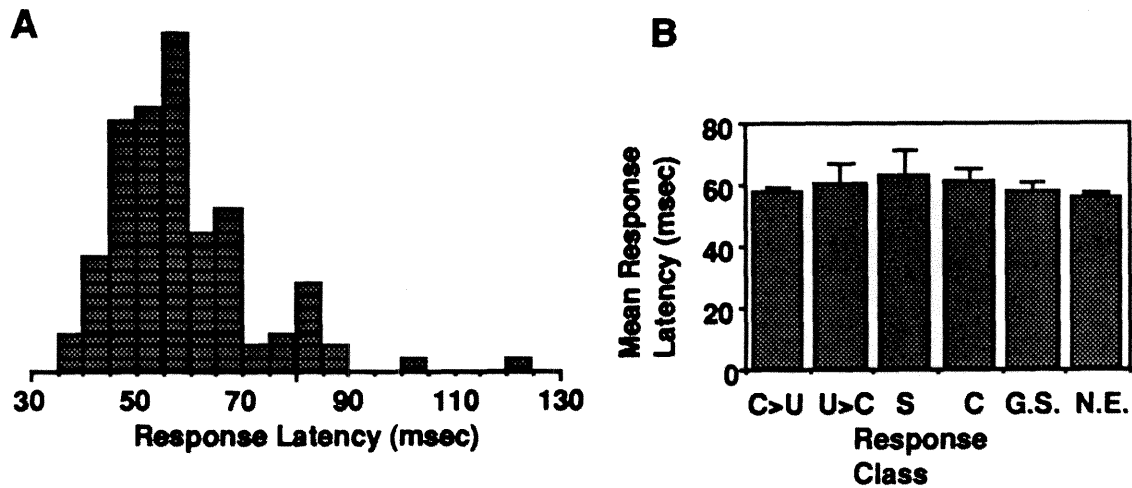 A
30 50 70 90 110 130
Response Latency (msec)
B
Mean Response
Latency (msec)
80
60
40
20
0
C>U U>C S C G.S. N.E.
Response
Class